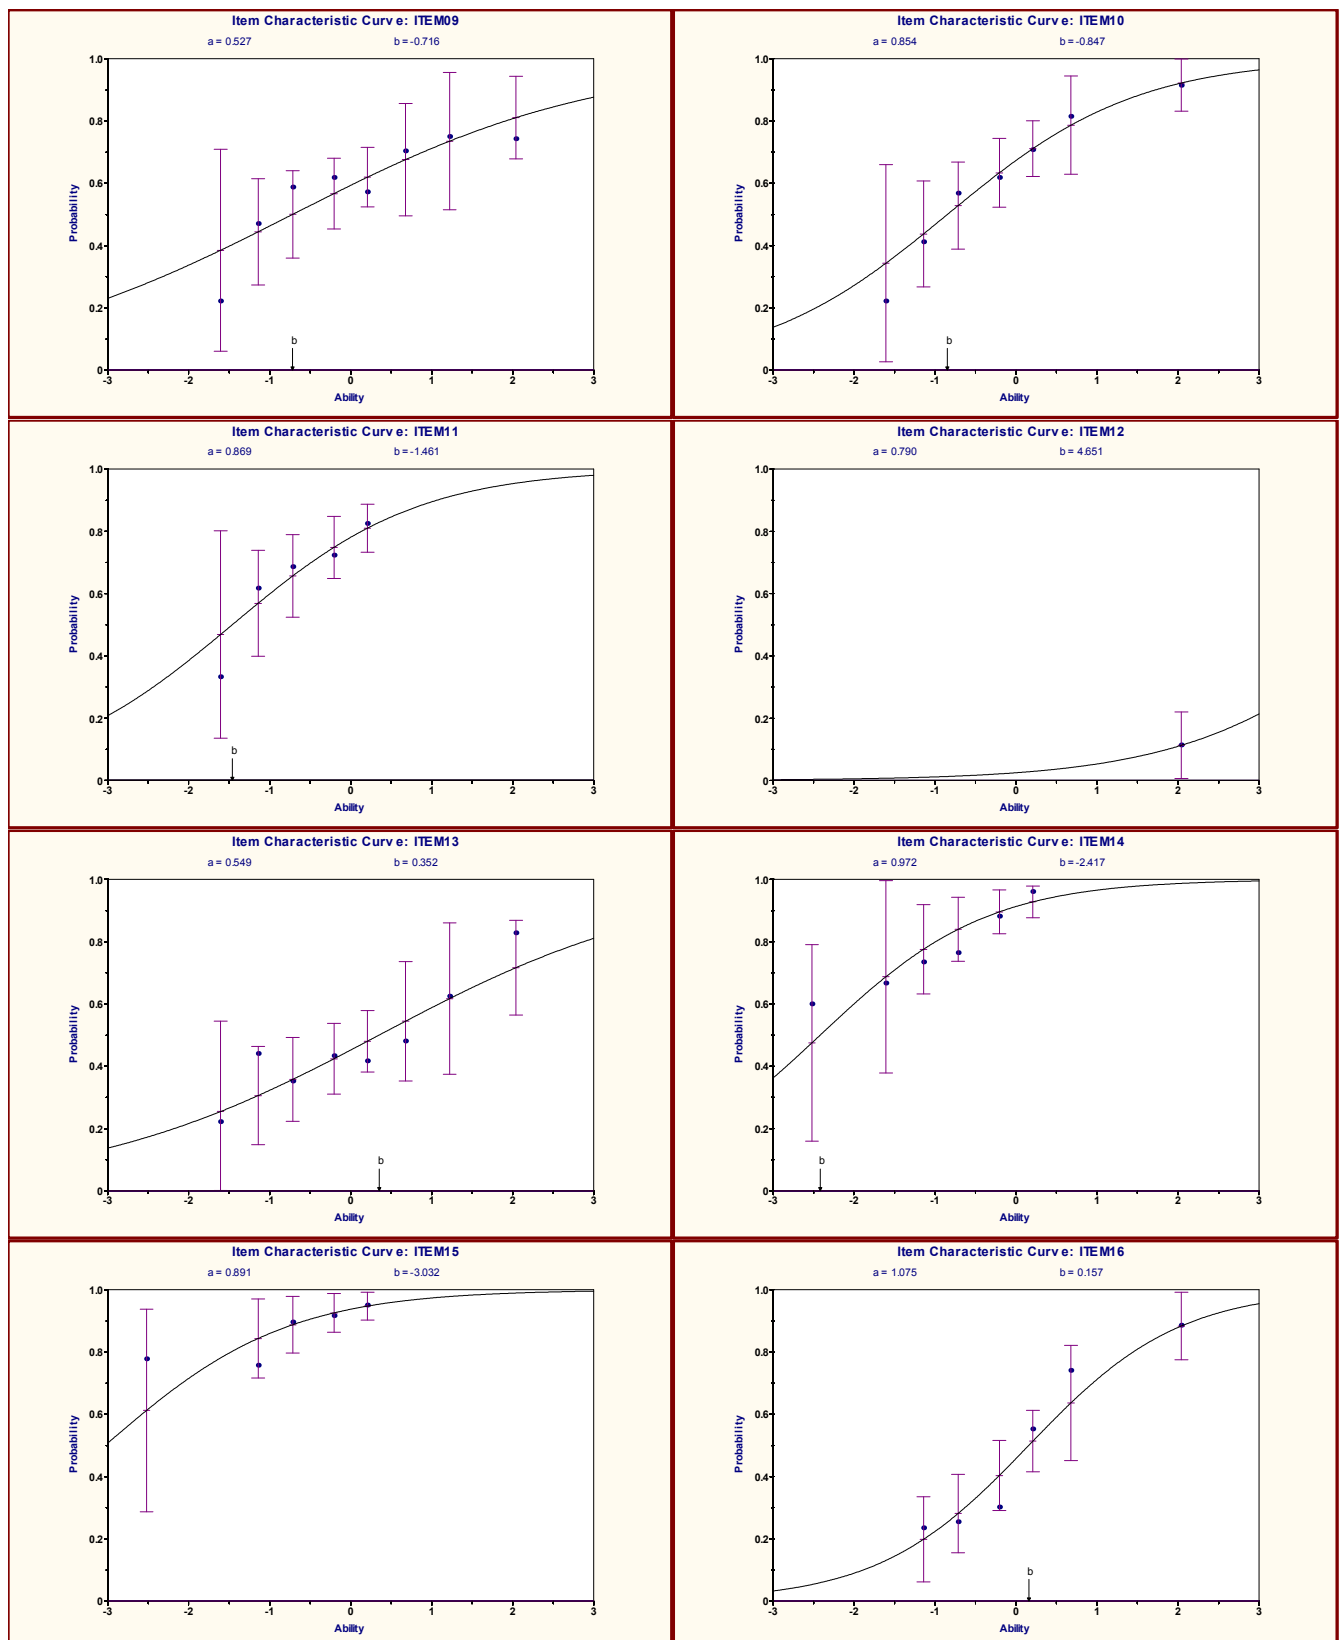 Item Characteristic Curve: ITEM09
a = 0.527 b = -0.716
1.0
0.8
0.6
0.4
0.2
0
Probability
b
-3 -2 -1 0 1 2 3
Ability
Item Characteristic Curve: ITEM10
a = 0.854 b = -0.847
1.0
0.8
0.6
0.4
0.2
0
Probability
b
-3 -2 -1 0 1 2 3
Ability
Item Characteristic Curve: ITEM11
a = 0.869 b = -1.461
1.0
0.8
0.6
0.4
0.2
0
Probability
b
-3 -2 -1 0 1 2 3
Ability
Item Characteristic Curve: ITEM12
a = 0.790 b = 4.651
1.0
0.8
0.6
0.4
0.2
0
Probability
-3 -2 -1 0 1 2 3
Ability
Item Characteristic Curve: ITEM13
a = 0.549 b = 0.352
1.0
0.8
0.6
0.4
0.2
0
Probability
b
-3 -2 -1 0 1 2 3
Ability
Item Characteristic Curve: ITEM14
a = 0.972 b = -2.417
1.0
0.8
0.6
0.4
0.2
0
Probability
b
-3 -2 -1 0 1 2 3
Ability
Item Characteristic Curve: ITEM15
a = 0.891 b = -3.032
1.0
0.8
0.6
0.4
0.2
0
Probability
-3 -2 -1 0 1 2 3
Ability
Item Characteristic Curve: ITEM16
a = 1.075 b = 0.157
1.0
0.8
0.6
0.4
0.2
0
Probability
b
-3 -2 -1 0 1 2 3
Ability